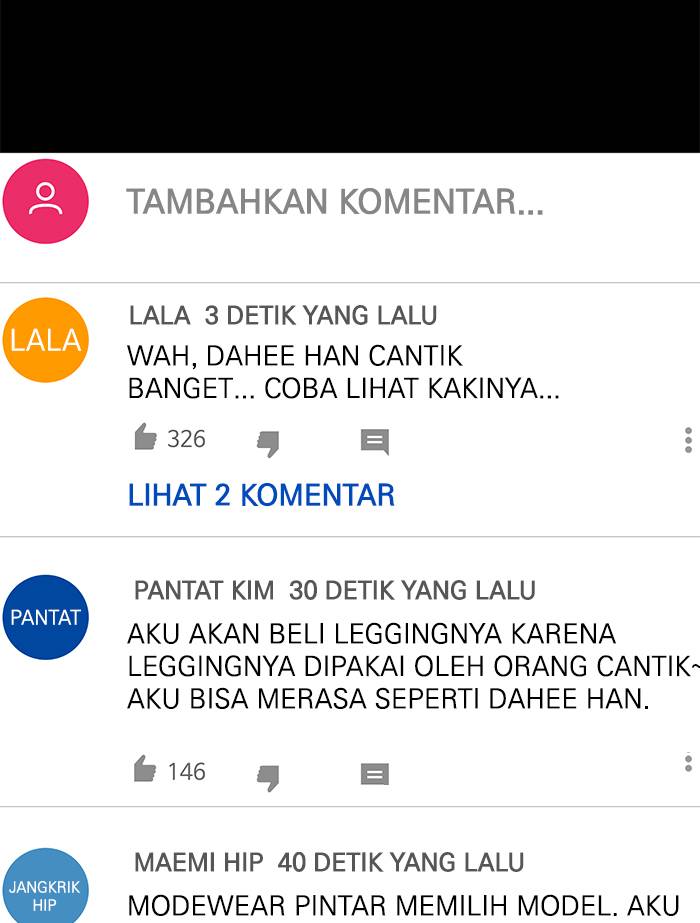 TAMBAHKAN KOMENTAR...
LALA
LALA 3 DETIK YANG LALU
WAH, DAHEE HAN CANTIK
BANGET... COBA LIHAT KAKINYA...
326
LIHAT 2 KOMENTAR
PANTAT
PANTAT KIM 30 DETIK YANG LALU
AKU AKAN BELI LEGGINGNYA KARENA
LEGGINGNYA DIPAKAI OLEH ORANG CANTIK~
AKU BISA MERASA SEPERTI DAHEE HAN.
146
JANGKRIK
HIP
MAEMI HIP 40 DETIK YANG LALU
MODEWEAR PINTAR MEMILIH MODEL. AKU